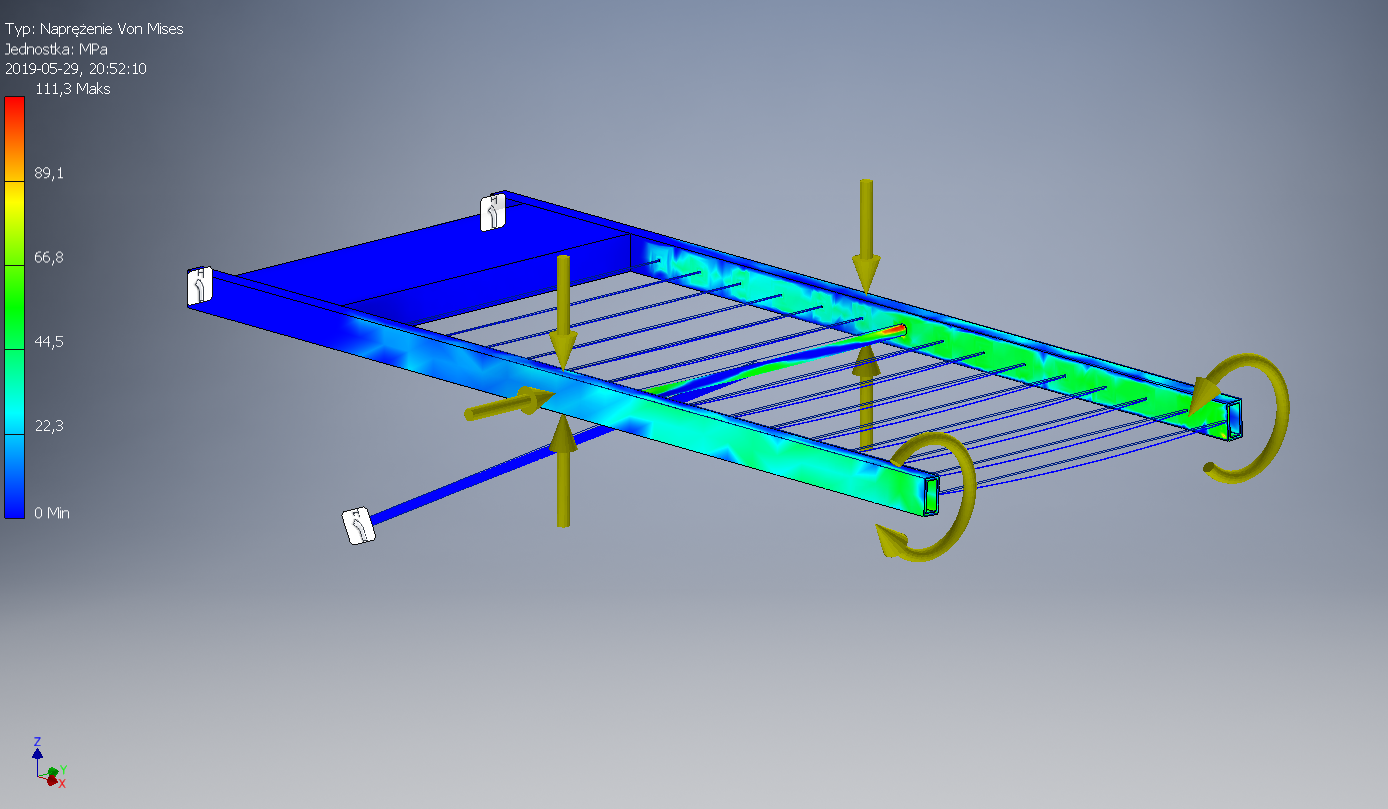 Typ: Naprężenie Von Mises
Jednostka: MPa
2019-05-29, 20:52:10
111,3 Maks
89,1
66,8
44,5
22,3
0 Min
Z
Y
X